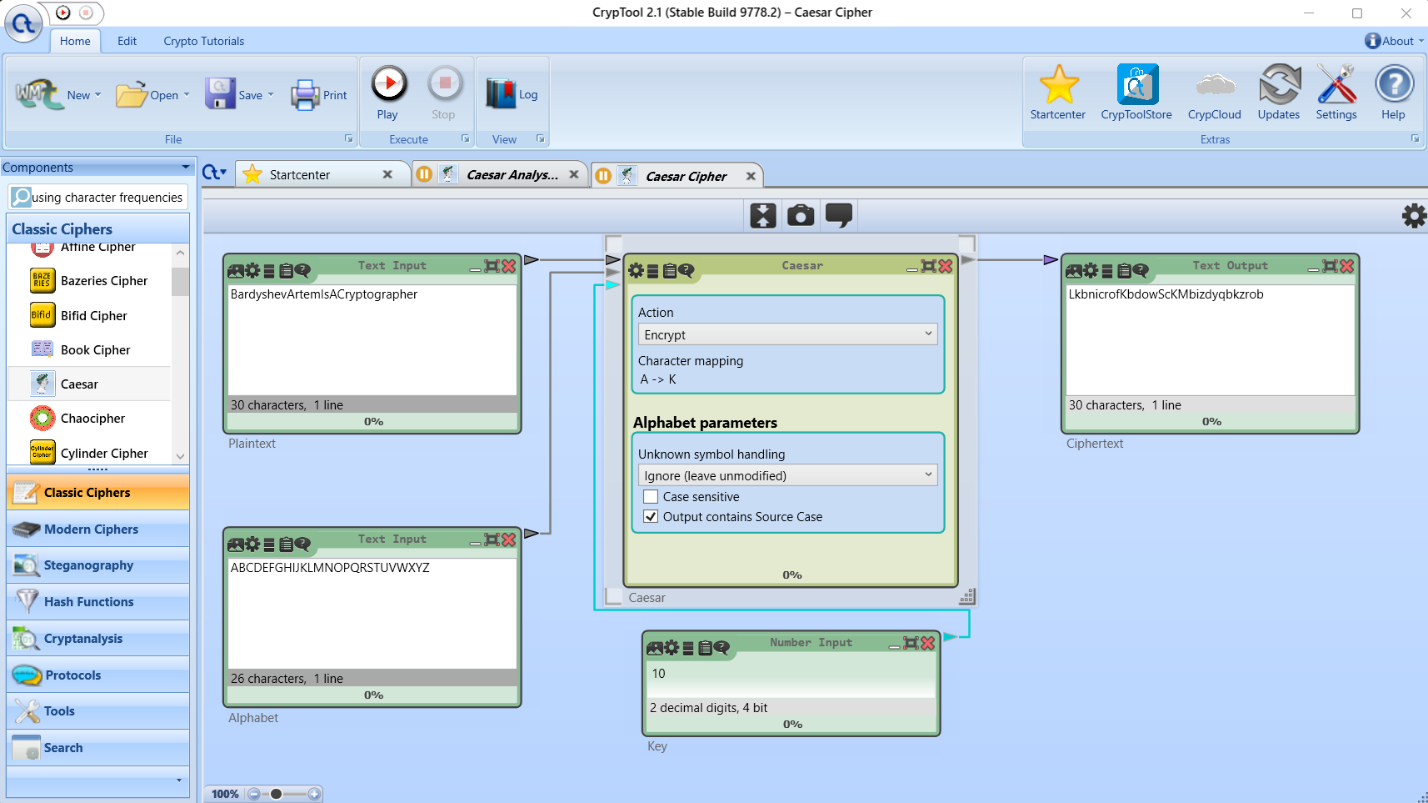 CrypTool 2.1 (Stable Build 9778.2) – Caesar Cipher
Home Edit Crypto Tutorials About
New Open Save Print Play Stop Log Startcenter CrypToolStore CrypCloud Updates Settings Help
File Execute View Extras
Components
using character frequencies
Classic Ciphers
Affine Cipher
BAZE
RIES
Bazeries Cipher
Bifid
Bifid Cipher
Book Cipher
Caesar
Chaocipher
Cylinder
Cipher
Cylinder Cipher
Classic Ciphers
Modern Ciphers
Steganography
Hash Functions
Cryptanalysis
Protocols
Tools
Search
Startcenter Caesar Analys... Caesar Cipher
Text Input
BardyshevArtemIsACryptographer
30 characters, 1 line
0%
Plaintext
Text Input
ABCDEFGHIJKLMNOPQRSTUVWXYZ
26 characters, 1 line
0%
Alphabet
Caesar
Action
Encrypt
Character mapping
A -> K
Alphabet parameters
Unknown symbol handling
Ignore (leave unmodified)
Case sensitive
Output contains Source Case
0%
Caesar
Number Input
10
2 decimal digits, 4 bit
0%
Key
Text Output
LkbnicrofKbdowScKMbizdyqbkzrob
30 characters, 1 line
0%
Ciphertext
100%